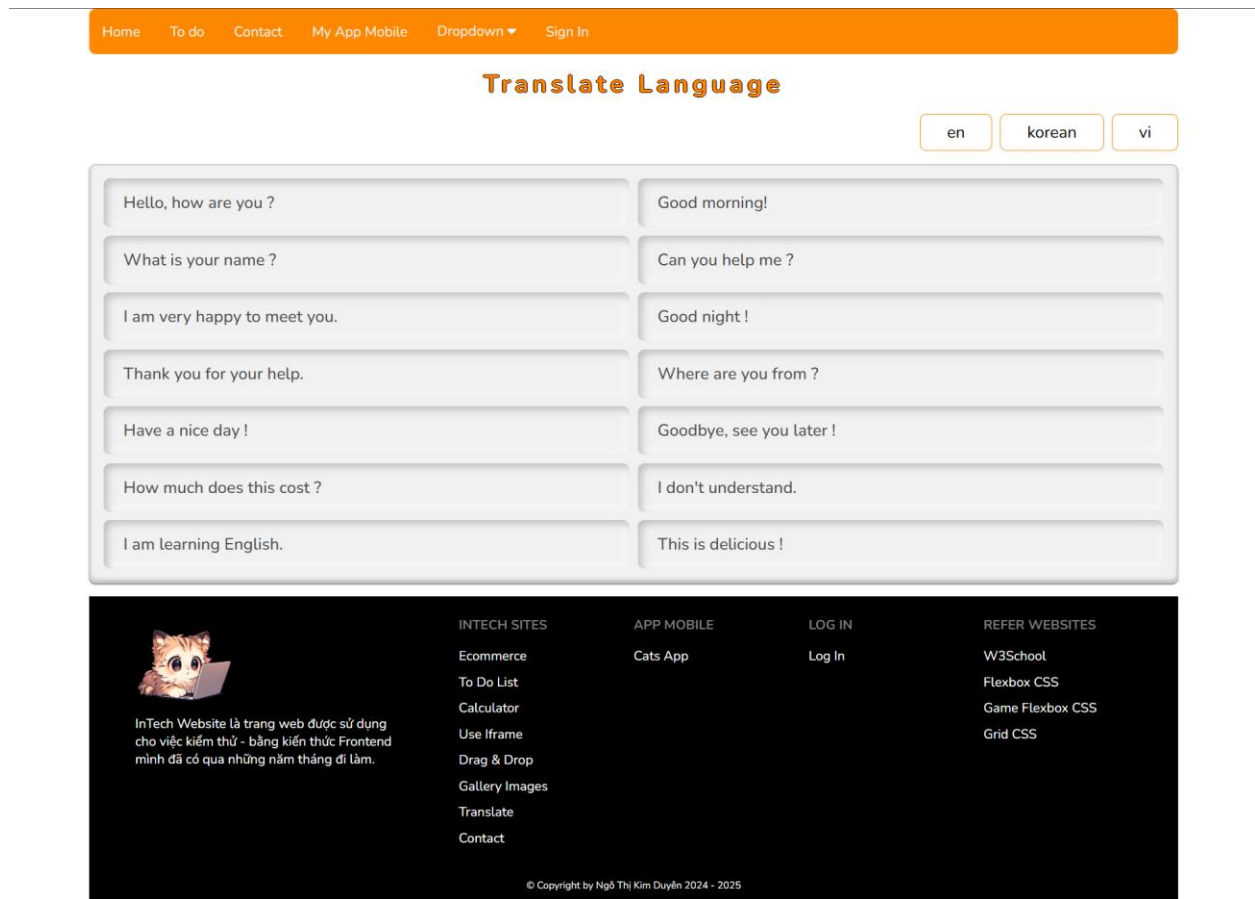 Home To do Contact My App Mobile Dropdown Sign In
Translate Language
en korean vi
Hello, how are you ? Good morning!
What is your name ? Can you help me ?
I am very happy to meet you. Good night !
Thank you for your help. Where are you from ?
Have a nice day ! Goodbye, see you later !
How much does this cost ? I don't understand.
I am learning English. This is delicious !
InTech Website là trang web được sử dụng
cho việc kiểm thử - bằng kiến thức Frontend
mình đã có qua những năm tháng đi làm.
INTECH SITES
Ecommerce
To Do List
Calculator
Use Iframe
Drag & Drop
Gallery Images
Translate
Contact
APP MOBILE
Cats App
LOG IN
Log In
REFER WEBSITES
W3School
Flexbox CSS
Game Flexbox CSS
Grid CSS
© Copyright by Ngô Thị Kim Duyên 2024 - 2025